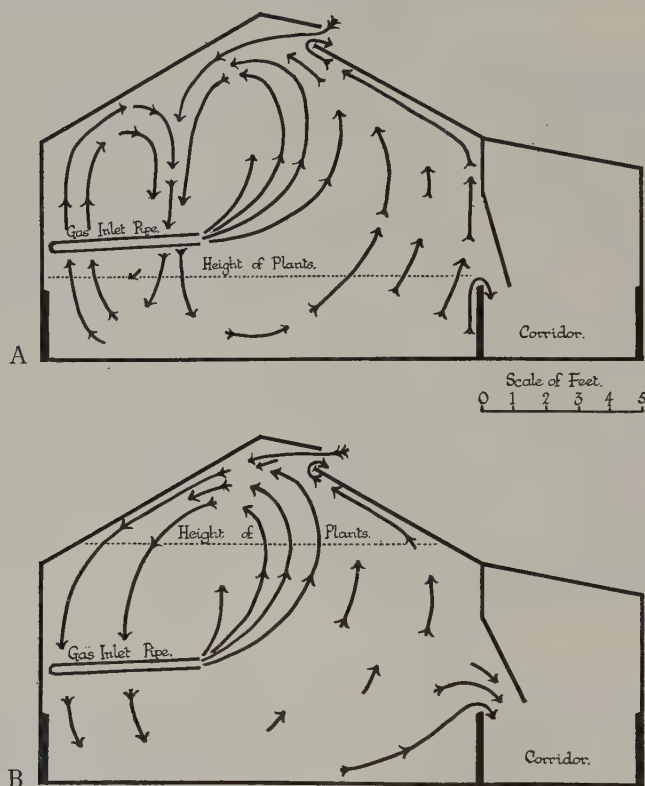 Gas Inlet Pipe.
Height of Plants.
Corridor.
A
Scale of Feet.
0 1 2 3 4 5
Height of Plants.
Gas Inlet Pipe.
Corridor.
B